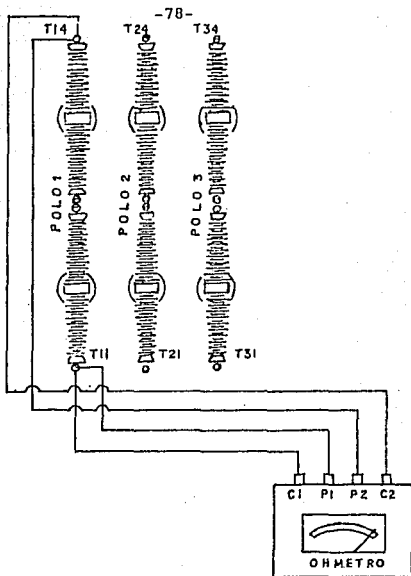 -78-
T14 T24 T34
POLO 1 POLO 2 POLO 3
T11 T21 T31
C1 P1 P2 C2
OHMETRO